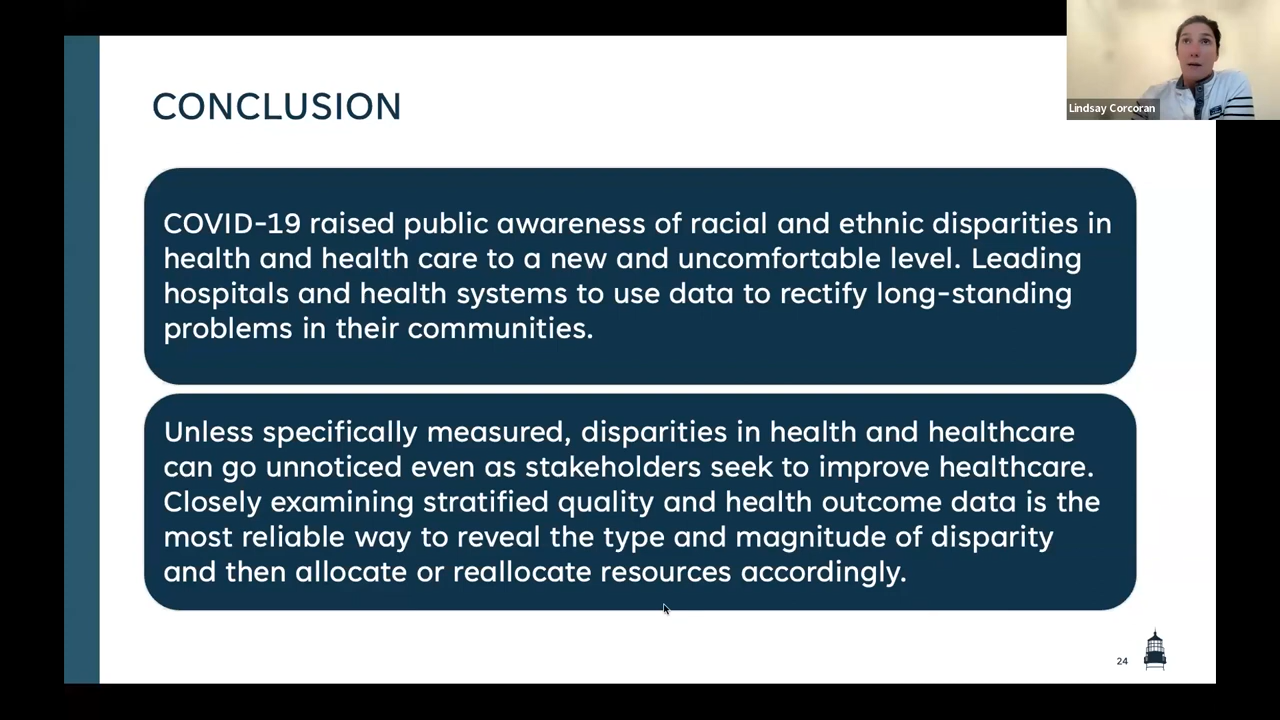 CONCLUSION
Lindsay Corcoran
COVID-19 raised public awareness of racial and ethnic disparities in
health and health care to a new and uncomfortable level. Leading
hospitals and health systems to use data to rectify long-standing
problems in their communities.
Unless specifically measured, disparities in health and healthcare
can go unnoticed even as stakeholders seek to improve healthcare.
Closely examining stratified quality and health outcome data is the
most reliable way to reveal the type and magnitude of disparity
and then allocate or reallocate resources accordingly.
24